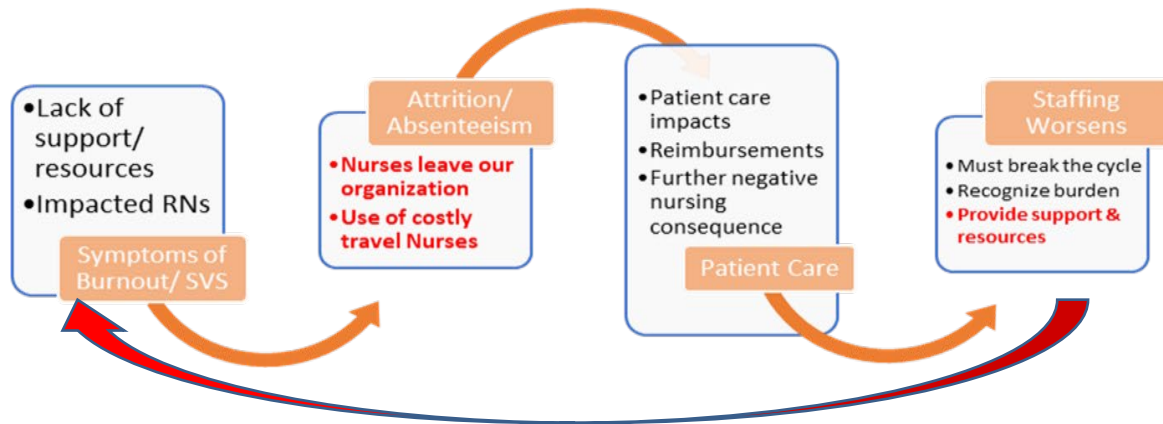 •Lack of
support/
resources
•Impacted RNs
Symptoms of
Burnout/ SVS
Attrition/
Absenteeism
•Nurses leave our
organization
•Use of costly
travel Nurses
•Patient care
impacts
•Reimbursements
•Further negative
nursing
consequence
Patient Care
Staffing
Worsens
•Must break the cycle
•Recognize burden
•Provide support &
resources